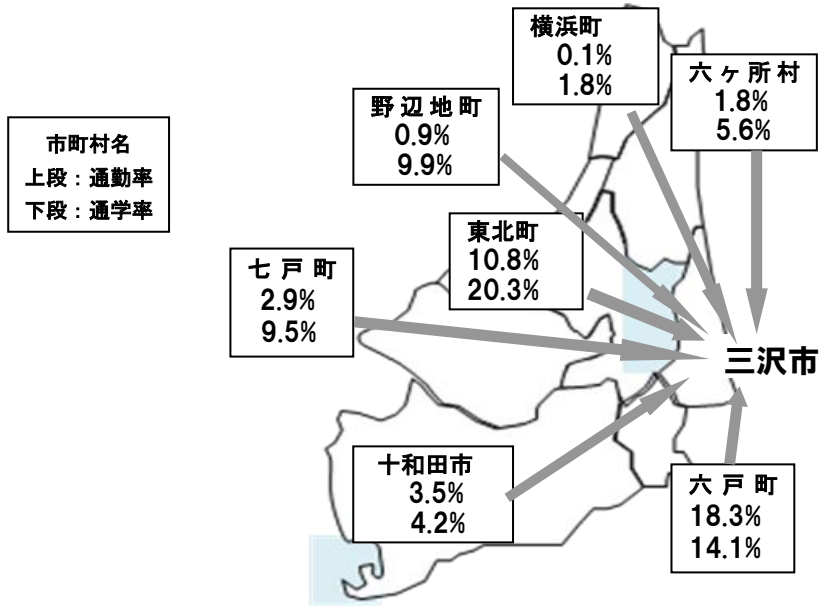 横浜町
0.1%
1.8%
六ヶ所村
1.8%
5.6%
野辺地町
0.9%
9.9%
市町村名
上段：通勤率
下段：通学率
東北町
10.8%
20.3%
七戸町
2.9%
9.5%
三沢市
十和田市
3.5%
4.2%
六戸町
18.3%
14.1%